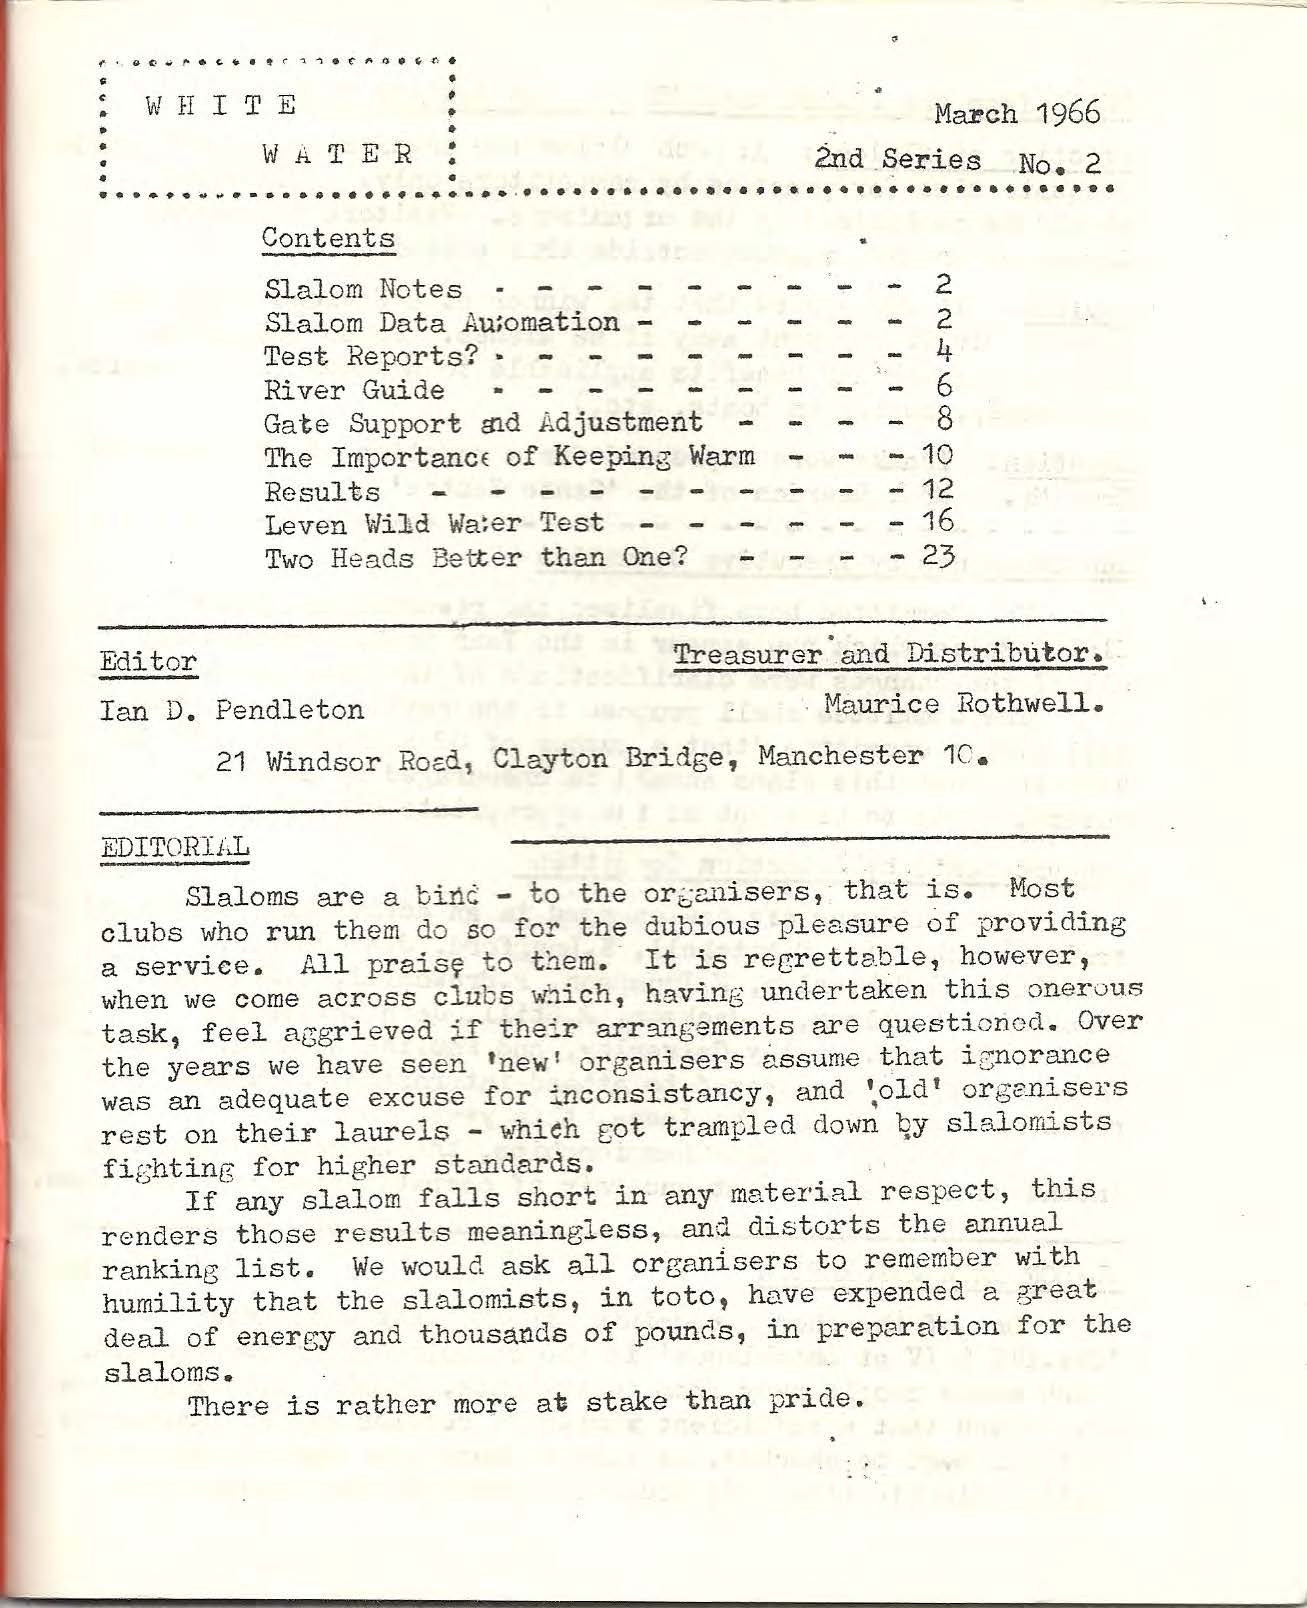 WHITE
WATER
March 1966
2nd Series No. 2
Contents
Slalom Notes - - - - - - - - - 2
Slalom Data Automation - - - - - - 2
Test Reports? - - - - - - - - - 4
River Guide - - - - - - - - - 6
Gate Support and Adjustment - - - - 8
The Importance of Keeping Warm - - - 10
Results - - - - - - - - - - 12
Leven Wild Water Test - - - - - - 16
Two Heads Better than One? - - - - 23
Editor
Treasurer and Distributor.
Ian D. Pendleton
Maurice Rothwell.
21 Windsor Road, Clayton Bridge, Manchester 10.
EDITORIAL
Slaloms are a bind - to the organisers, that is. Most
clubs who run them do so for the dubious pleasure of providing
a service. All praise to them. It is regrettable, however,
when we come across clubs which, having undertaken this onerous
task, feel aggrieved if their arrangements are questioned. Over
the years we have seen 'new' organisers assume that ignorance
was an adequate excuse for inconsistancy, and 'old' organisers
rest on their laurels - which got trampled down by slalomists
fighting for higher standards.
If any slalom falls short in any material respect, this
renders those results meaningless, and distorts the annual
ranking list. We would ask all organisers to remember with
humility that the slalomists, in toto, have expended a great
deal of energy and thousands of pounds, in preparation for the
slaloms.
There is rather more at stake than pride.